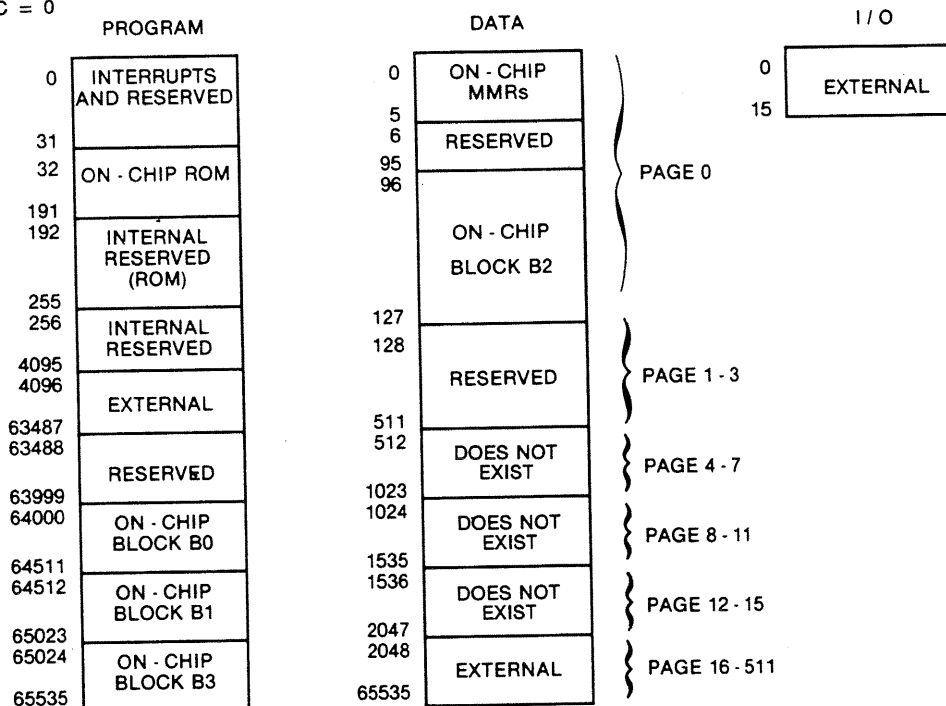 C = 0
PROGRAM
0
INTERRUPTS
AND RESERVED
31
32
ON - CHIP ROM
191
192
INTERNAL
RESERVED
(ROM)
255
256
INTERNAL
RESERVED
4095
4096
EXTERNAL
63487
63488
RESERVED
63999
64000
ON - CHIP
BLOCK B0
64511
64512
ON - CHIP
BLOCK B1
65023
65024
ON - CHIP
BLOCK B3
65535
DATA
0
ON - CHIP
MMRs
5
6
RESERVED
95
96
PAGE 0
ON - CHIP
BLOCK B2
127
128
RESERVED
PAGE 1 - 3
511
512
DOES NOT
EXIST
PAGE 4 - 7
1023
1024
DOES NOT
EXIST
PAGE 8 - 11
1535
1536
DOES NOT
EXIST
PAGE 12 - 15
2047
2048
EXTERNAL
PAGE 16 - 511
65535
I / O
0
EXTERNAL
15